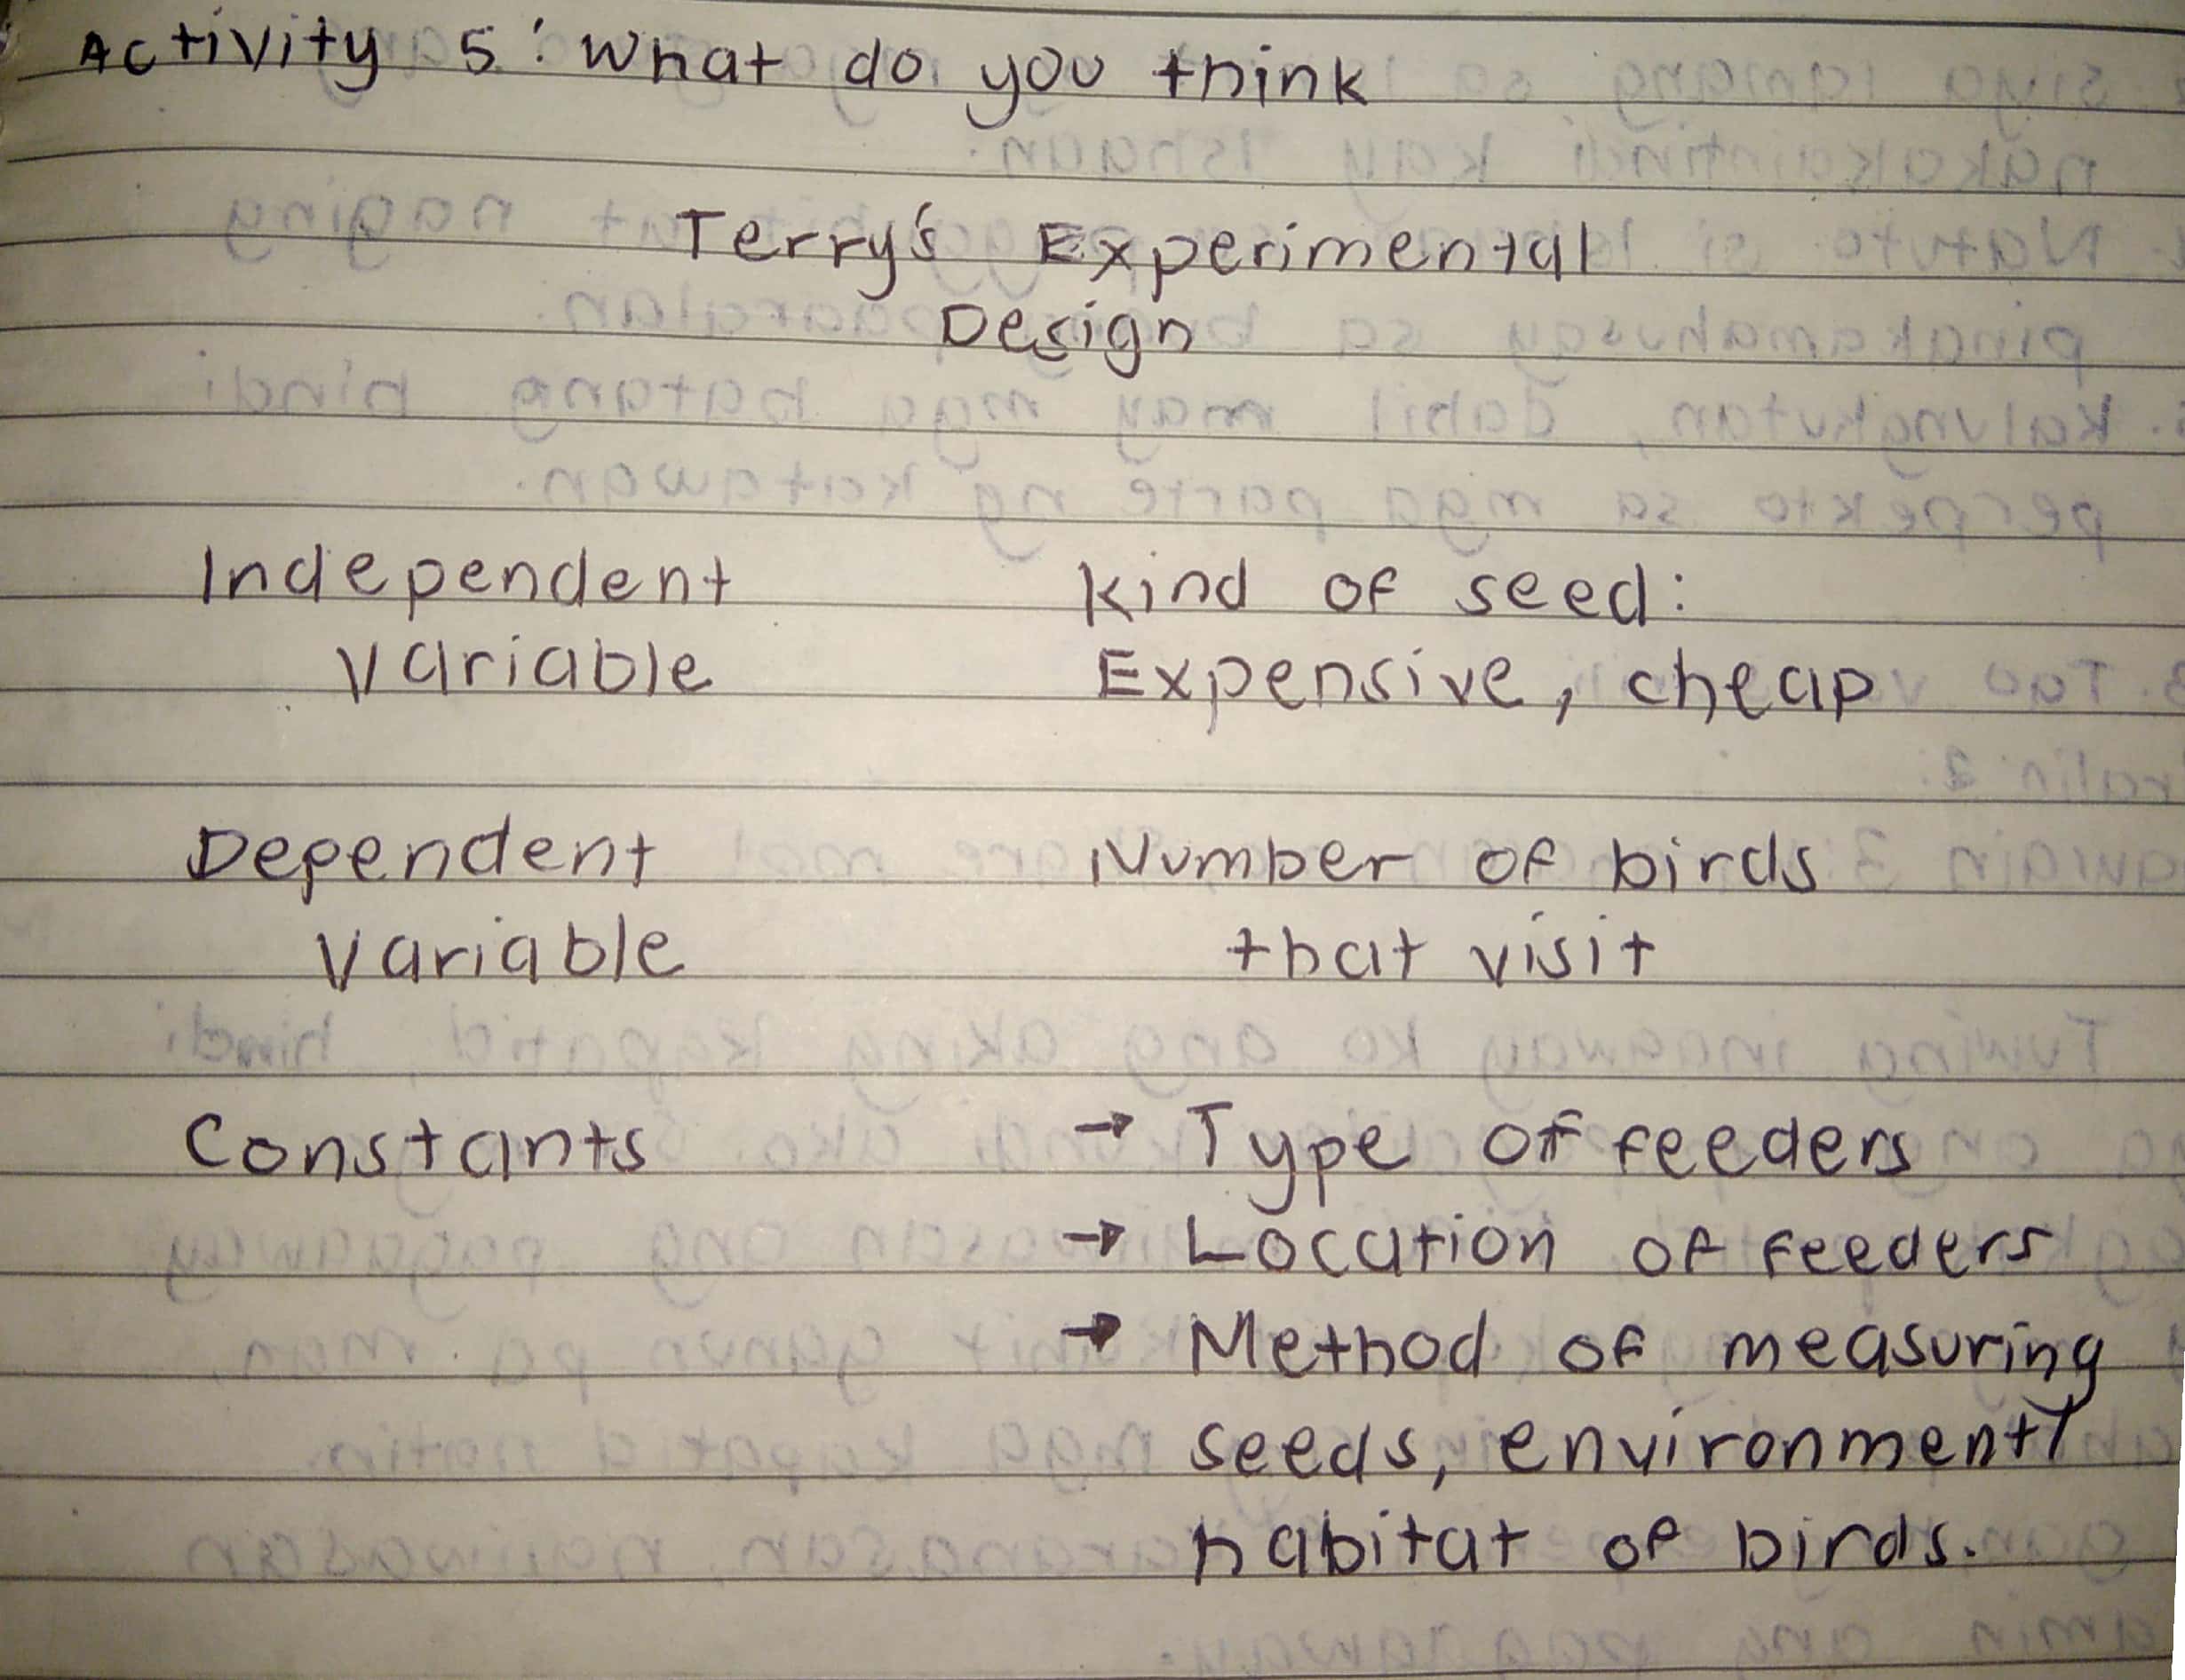 Activity 5: What do you think
Terry's Experimental
Design
Independent
Variable
Kind of seed:
Expensive, cheap
Dependent
Variable
Number of birds
that visit
Constants
→ Type of feeders
→ Location of feeders
→ Method of measuring
seeds, environment/
habitat of birds.